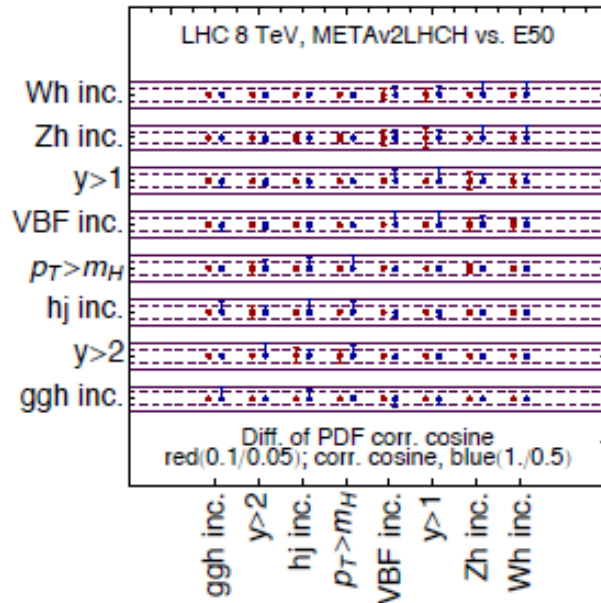 LHC 8 TeV, METAv2LHCH vs. E50
Wh inc.
Zh inc.
y>1
VBF inc.
pT>mH
hj inc.
y>2
ggh inc.
Diff. of PDF corr. cosine
red(0.1/0.05); corr. cosine, blue(1./0.5)
ggh inc.
y>2
hj inc.
pT>mH
VBF inc.
y>1
Zh inc.
Wh inc.